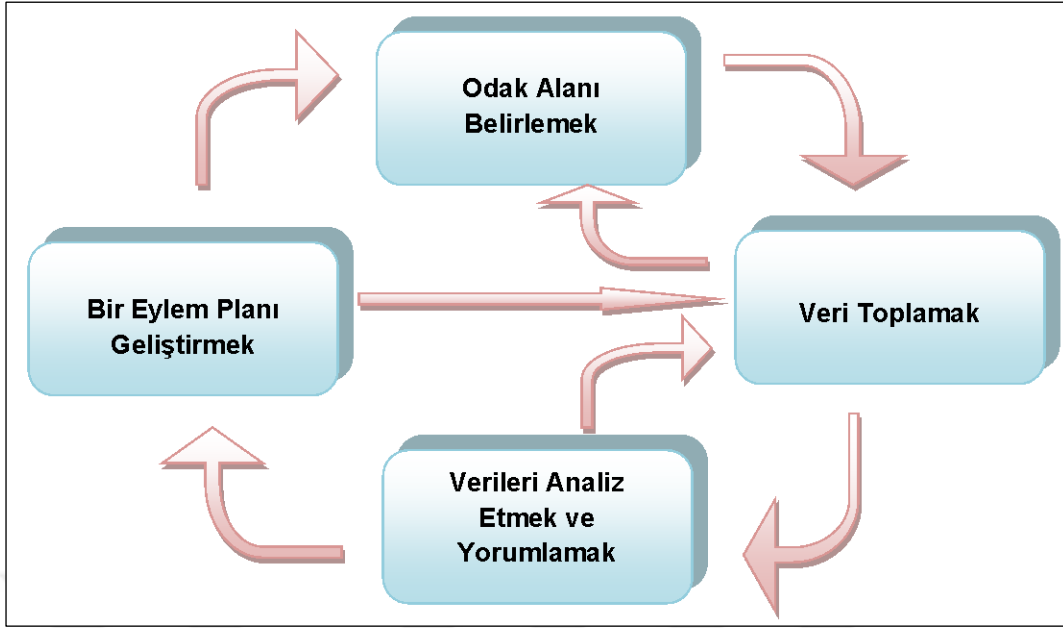 Odak Alanı
Belirlemek
Bir Eylem Planı
Geliştirmek
Veri Toplamak
Verileri Analiz
Etmek ve
Yorumlamak